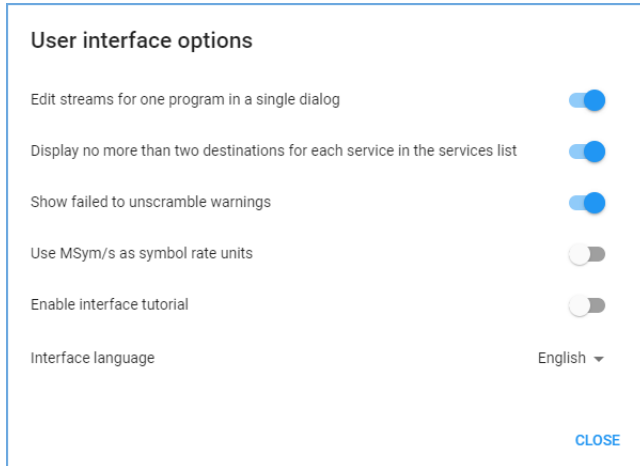 User interface options
Edit streams for one program in a single dialog
Display no more than two destinations for each service in the services list
Show failed to unscramble warnings
Use MSym/s as symbol rate units
Enable interface tutorial
Interface language English
CLOSE